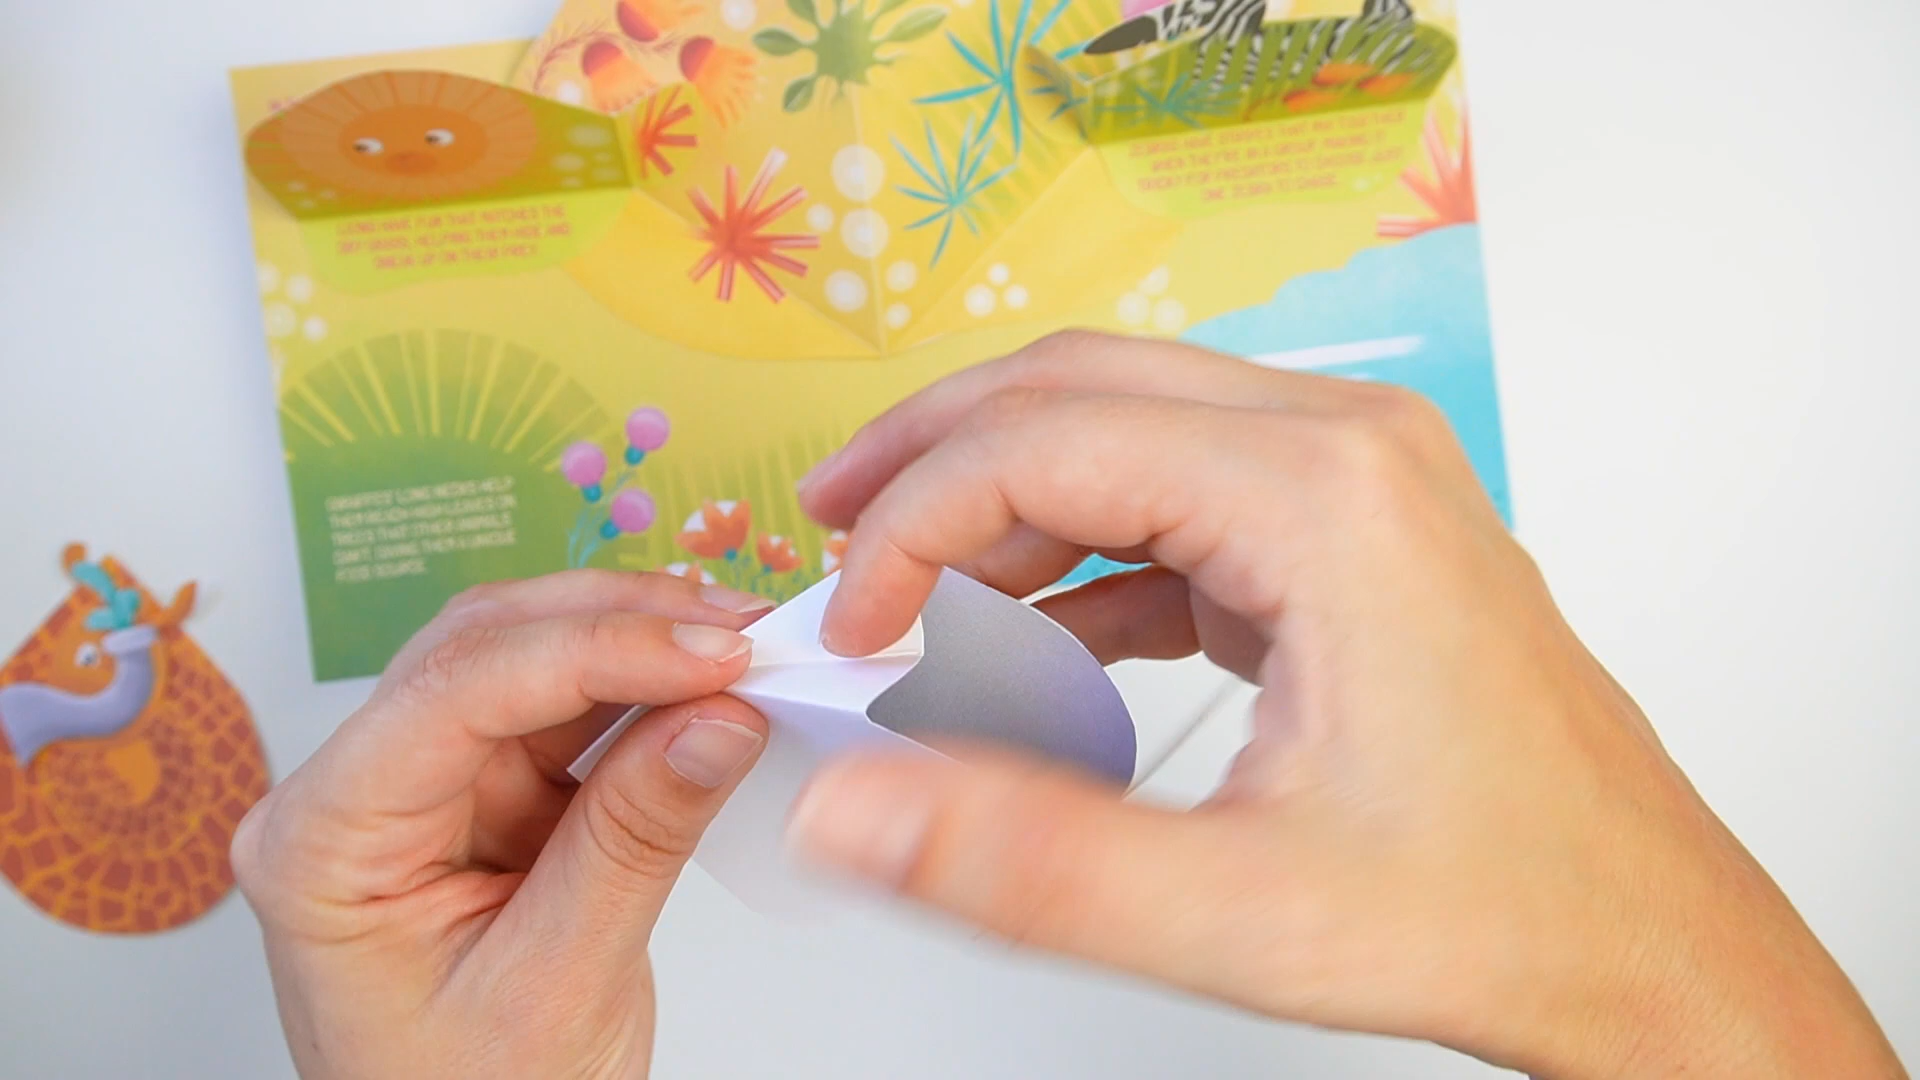 LIONS HAVE FUR THAT MATCHES THE
DRY GRASS, HELPING THEM HIDE AND
SNEAK UP ON THEIR PREY.
ZEBRAS HAVE STRIPES THAT MIX TOGETHER
WHEN THEY'RE IN A GROUP, MAKING IT
TRICKY FOR PREDATORS TO CHOOSE JUST
ONE ZEBRA TO CHASE.
GIRAFFES' LONG NECKS HELP
THEM REACH HIGH LEAVES ON
TREES THAT OTHER ANIMALS
CAN'T, GIVING THEM A UNIQUE
FOOD SOURCE.